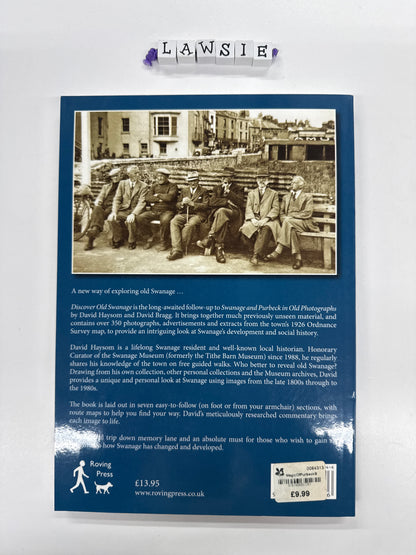 LAWSIE
A new way of exploring old Swanage ...
Discover Old Swanage is the long-awaited follow-up to Swanage and Purbeck in Old Photographs
by David Haysom and David Bragg. It brings together much previously unseen material, and
contains over 350 photographs, advertisements and extracts from the town's 1926 Ordnance
Survey map, to provide an intriguing look at Swanage's development and social history.
David Haysom is a lifelong Swanage resident and well-known local historian. Honorary
Curator of the Swanage Museum (formerly the Tithe Barn Museum) since 1988, he regularly
shares his knowledge of the town on free guided walks. Who better to reveal old Swanage?
Drawing from his own collection, other personal collections and the Museum archives, David
provides a unique and personal look at Swanage using images from the late 1800s through to
the 1980s.
The book is laid out in seven easy-to-follow (on foot or from your armchair) sections, with
route maps to help you find your way. David's meticulously researched commentary brings
each image to life.
trip down memory lane and an absolute must for those who wish to gain
how Swanage has changed and developed.
Roving
Press
£13.95
www.rovingpress.co.uk
£9.99